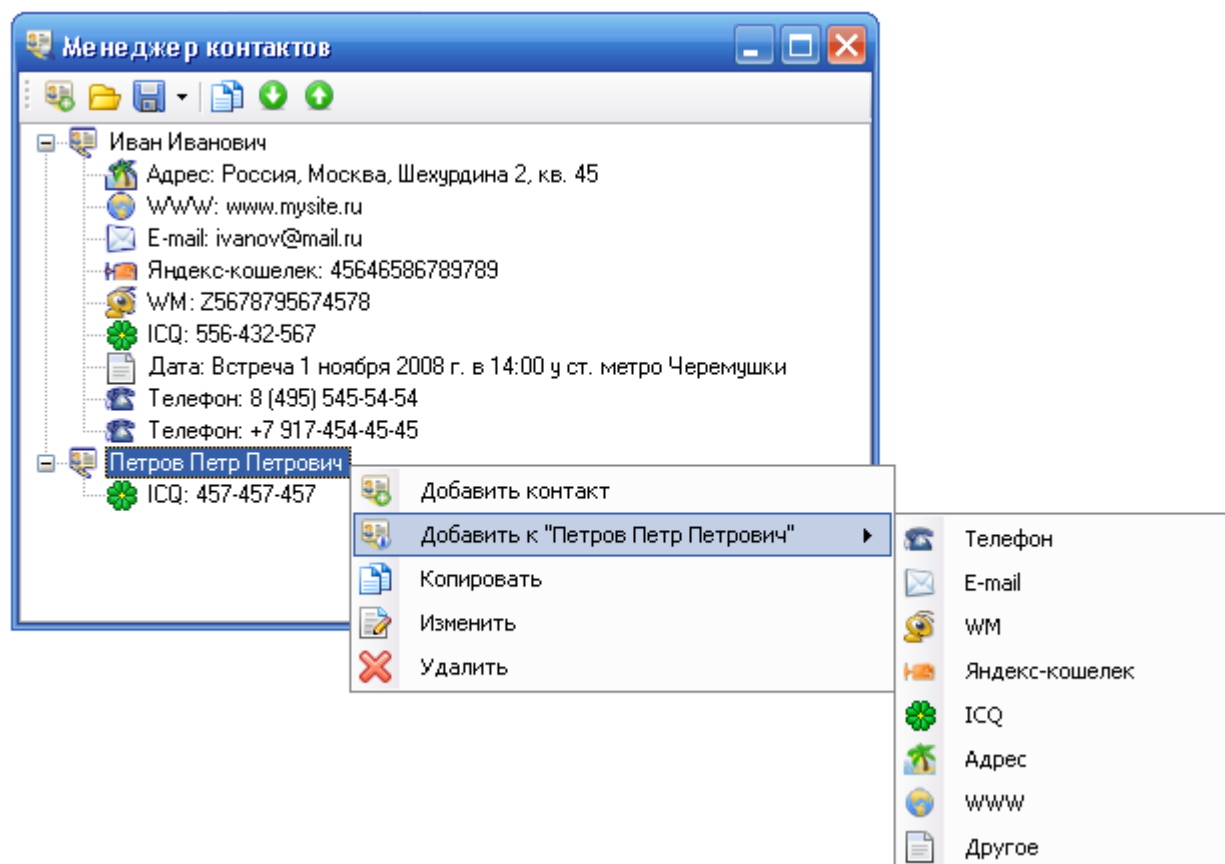 Менеджер контактов
Иван Иванович
Адрес: Россия, Москва, Шехурдина 2, кв. 45
WWW: www.mysite.ru
E-mail: ivanov@mail.ru
Яндекс-кошелек: 45646586789789
WM: Z5678795674578
ICQ: 556-432-567
Дата: Встреча 1 ноября 2008 г. в 14:00 у ст. метро Черемушки
Телефон: 8 (495) 545-54-54
Телефон: +7 917-454-45-45
Петров Петр Петрович
ICQ: 457-457-457
Добавить контакт
Добавить к "Петров Петр Петрович"
Копировать
Изменить
Удалить
Телефон
E-mail
WM
Яндекс-кошелек
ICQ
Адрес
WWW
Другое